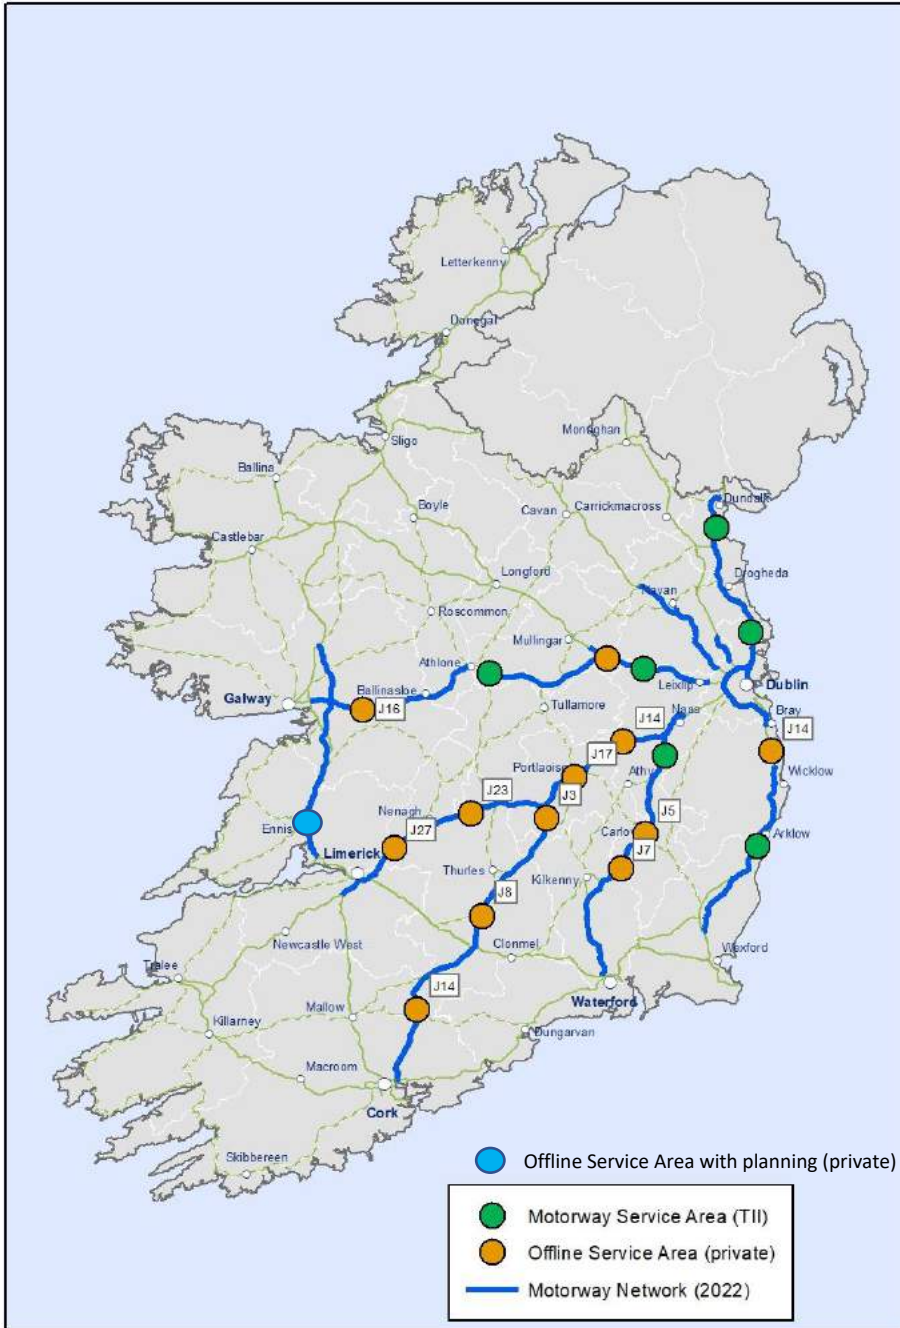 Letterkenny
Donegal
Sligo
Monaghan
Ballina
Boyle
Cavan
Carrickmacross
Dundalk
Castlebar
Longford
Drogheda
Navan
Roscommon
Mullingar
Athlone
Ballinasloe
Leixlip
Dublin
Galway
J16
Tullamore
J14
Naas
Bray
J14
J17
Portlaoise
Athy
Wicklow
J23
J3
Nenagh
J5
Ennis
J27
Carlow
Arklow
Limerick
J7
Thurles
Kilkenny
J8
Newcastle West
Clonmel
Wexford
Tralee
J14
Waterford
Mallow
Killarney
Dungarvan
Macroom
Cork
Skibbereen
Offline Service Area with planning (private)
Motorway Service Area (TII)
Offline Service Area (private)
Motorway Network (2022)